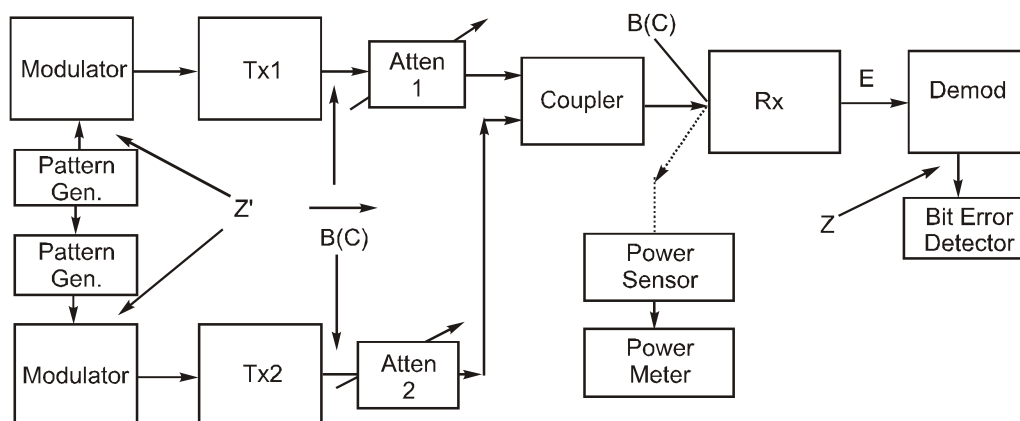 B(C)
Modulator
Tx1
Atten
1
Coupler
Rx
E
Demod
Pattern
Gen.
Z'
B(C)
Z
Bit Error
Detector
Pattern
Gen.
Power
Sensor
Modulator
Tx2
Atten
2
Power
Meter